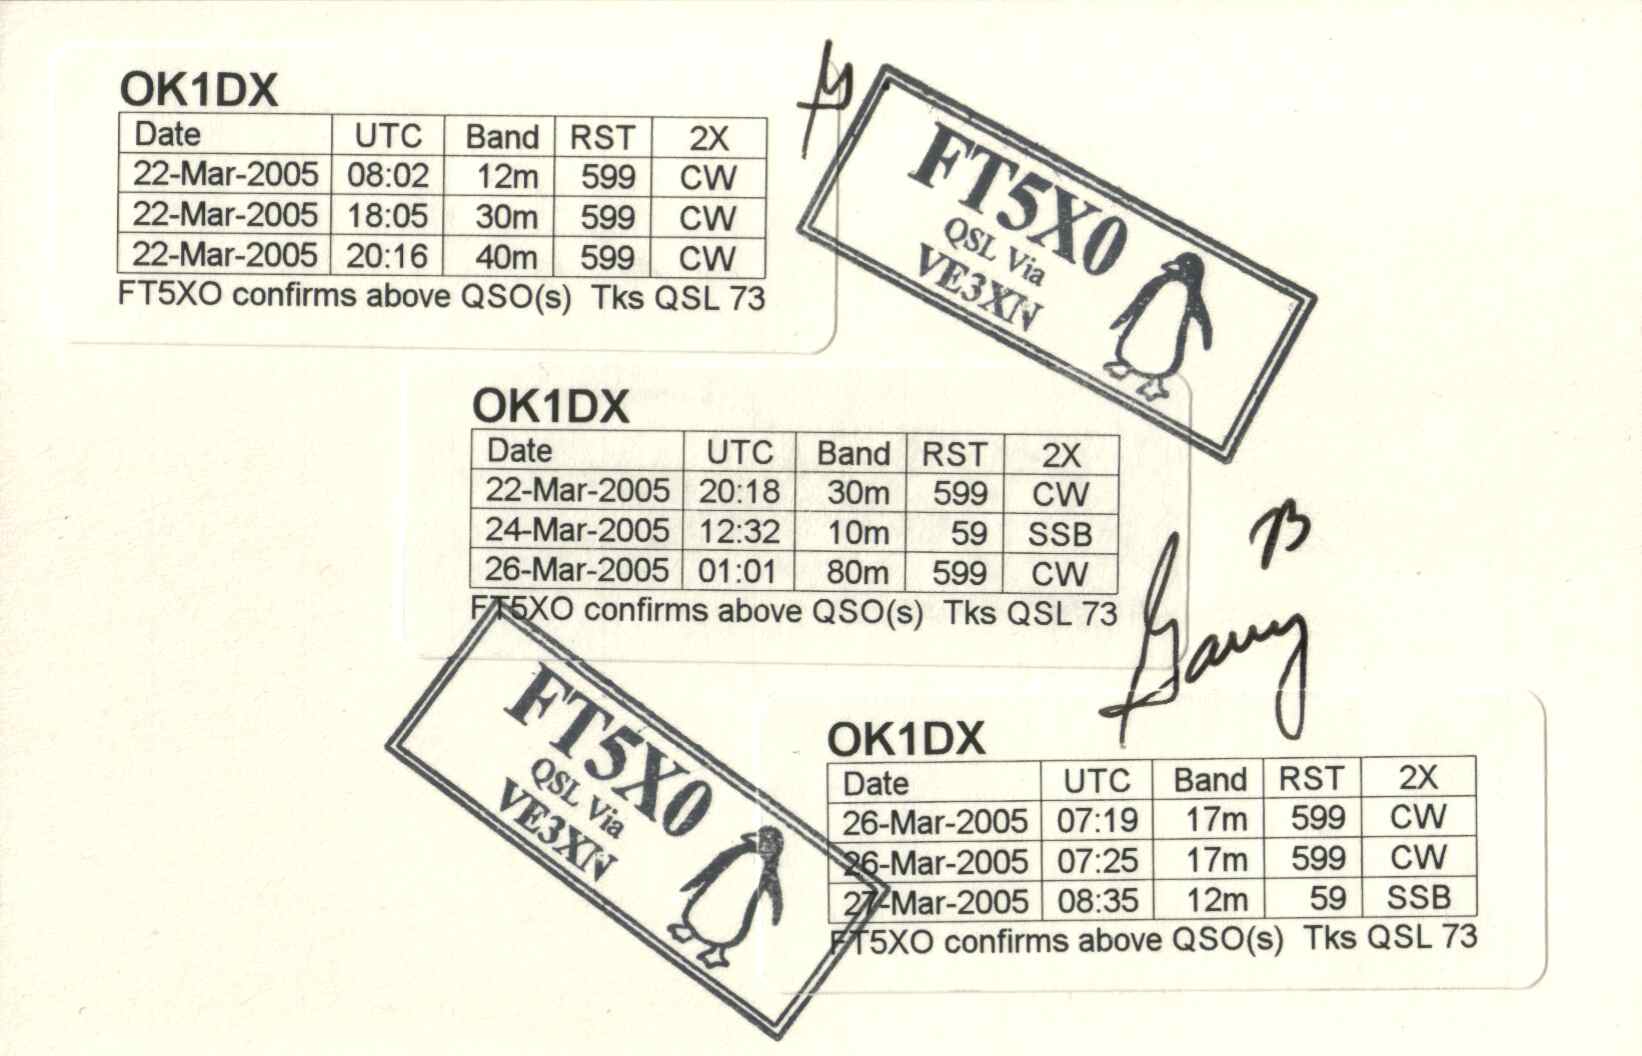 OK1DX
Date UTC Band RST 2X
22-Mar-2005 08:02 12m 599 CW
22-Mar-2005 18:05 30m 599 CW
22-Mar-2005 20:16 40m 599 CW
FT5XO confirms above QSO(s) Tks QSL 73
FT5X0
QSL Via
VE3XN
OK1DX
Date UTC Band RST 2X
22-Mar-2005 20:18 30m 599 CW
24-Mar-2005 12:32 10m 59 SSB
26-Mar-2005 01:01 80m 599 CW
FT5XO confirms above QSO(s) Tks QSL 73
73
Garry
FT5X0
QSL Via
VE3XN
OK1DX
Date UTC Band RST 2X
26-Mar-2005 07:19 17m 599 CW
26-Mar-2005 07:25 17m 599 CW
27-Mar-2005 08:35 12m 59 SSB
FT5XO confirms above QSO(s) Tks QSL 73